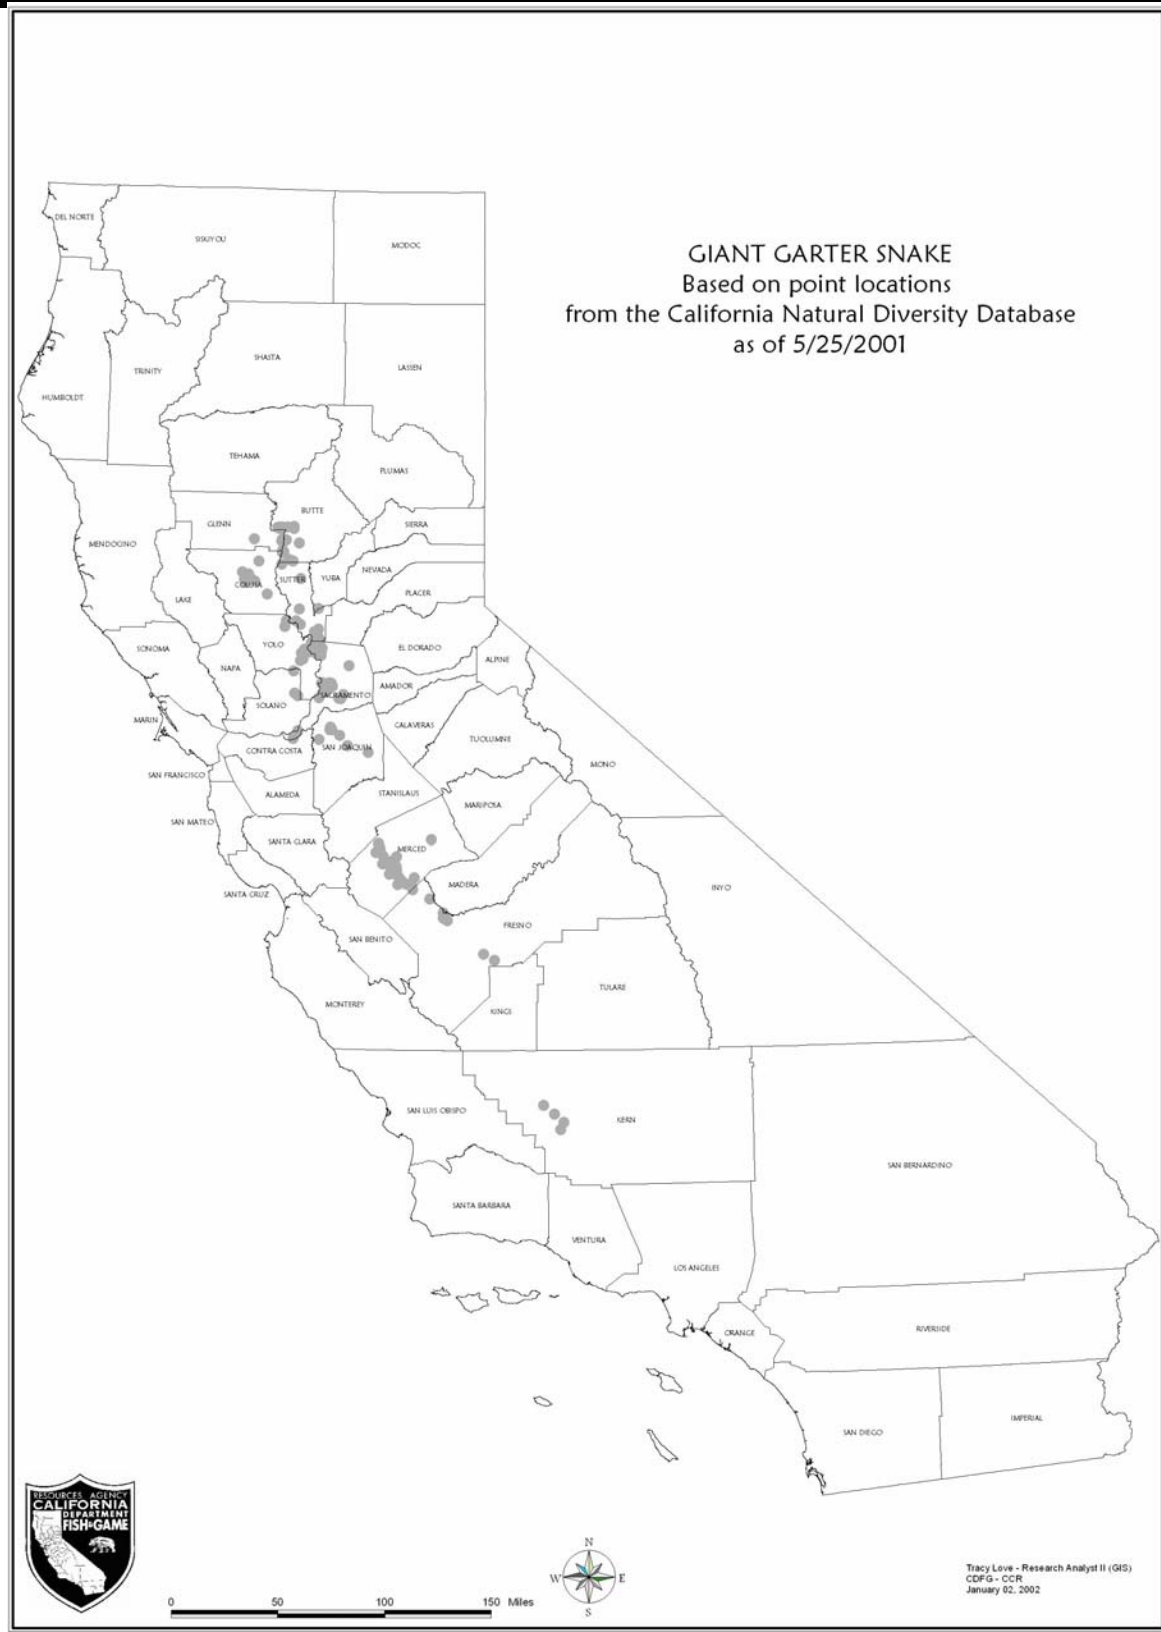 GIANT GARTER SNAKE
Based on point locations
from the California Natural Diversity Database
as of 5/25/2001
DEL NORTE
SISKIYOU
MODOC
SHASTA
LASSEN
TRINITY
HUMBOLDT
TEHAMA
PLUMAS
BUTTE
GLENN
SIERRA
MENDOCINO
NEVADA
YUBA
SUTTER
COLUSA
PLACER
LAKE
YOLO
EL DORADO
SONOMA
ALPINE
NAPA
AMADOR
SACRAMENTO
SOLANO
MARIN
CALAVERAS
TUOLUMNE
SAN JOAQUIN
CONTRA COSTA
MONO
SAN FRANCISCO
ALAMEDA
STANISLAUS
MARIPOSA
SAN MATEO
SANTA CLARA
MERCED
MADERA
INYO
SANTA CRUZ
FRESNO
SAN BENITO
TULARE
MONTEREY
KINGS
SAN LUIS OBISPO
KERN
SAN BERNARDINO
SANTA BARBARA
VENTURA
LOS ANGELES
ORANGE
RIVERSIDE
IMPERIAL
SAN DIEGO
RESOURCES AGENCY
CALIFORNIA
DEPARTMENT
FISH&GAME
N
W E
S
0 50 100 150 Miles
Tracy Love - Research Analyst II (GIS)
CDFG - CCR
January 02, 2002